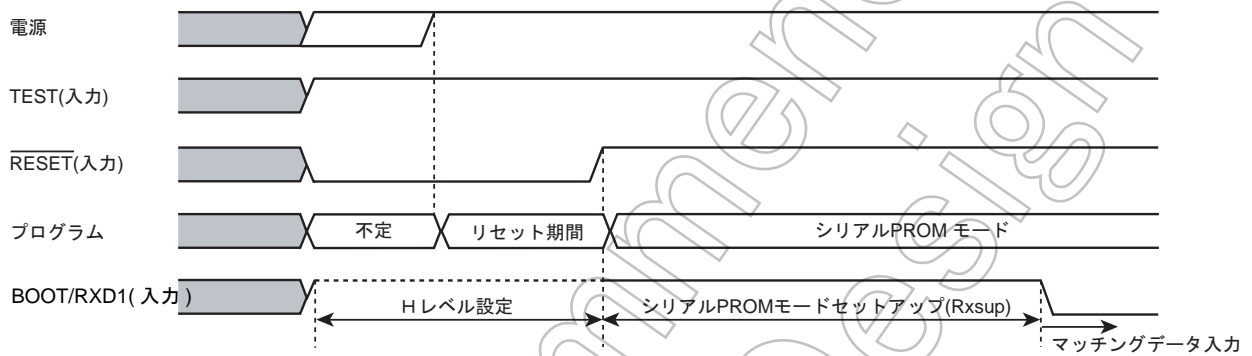 電源
TEST(入力)
RESET(入力)
プログラム
不定
リセット期間
シリアルPROM モード
BOOT/RXD1( 入力 )
Hレベル設定
シリアルPROMモードセットアップ(Rxsup)
マッチングデータ入力